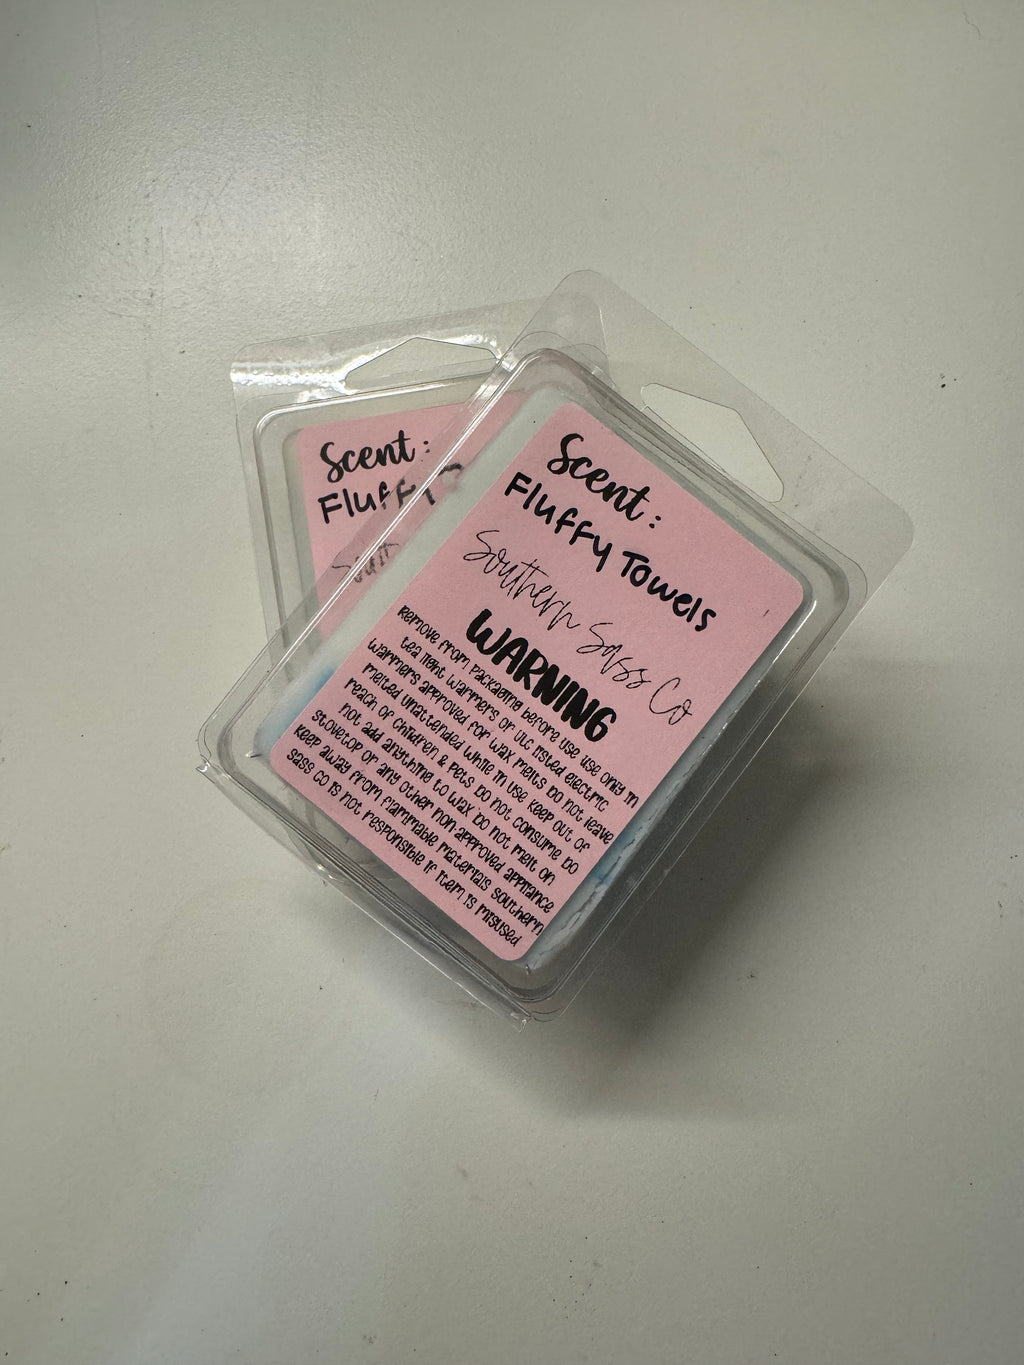 Scent:
Fluffy
Scent:
Fluffy Towels
Southern Sass Co
WARNING
Remove from packaging before use use only in
tea light warmers or ULC listed electric
warmers approved for wax melts Do not leave
melted unattended while in use keep out of
reach of children & pets Do not consume Do
not add anything to wax Do not melt on
stovetop or any other non-approved appliance
keep away from flammable materials southern
sass co is not responsible if item is misused